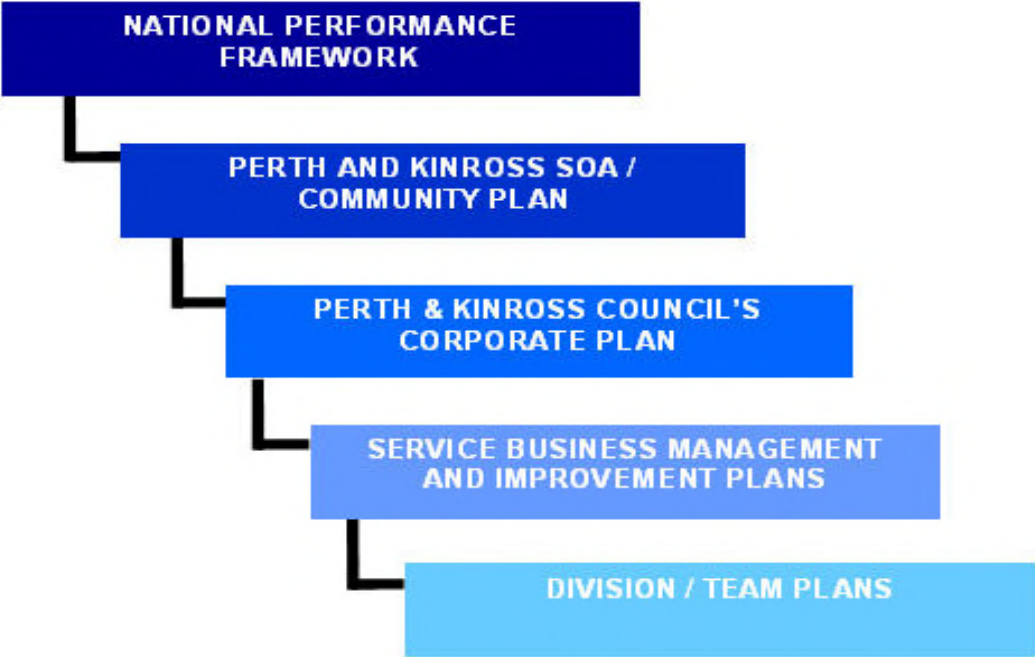 NATIONAL PERFORMANCE
FRAMEWORK
PERTH AND KINROSS SOA /
COMMUNITY PLAN
PERTH & KINROSS COUNCIL'S
CORPORATE PLAN
SERVICE BUSINESS MANAGEMENT
AND IMPROVEMENT PLANS
DIVISION / TEAM PLANS